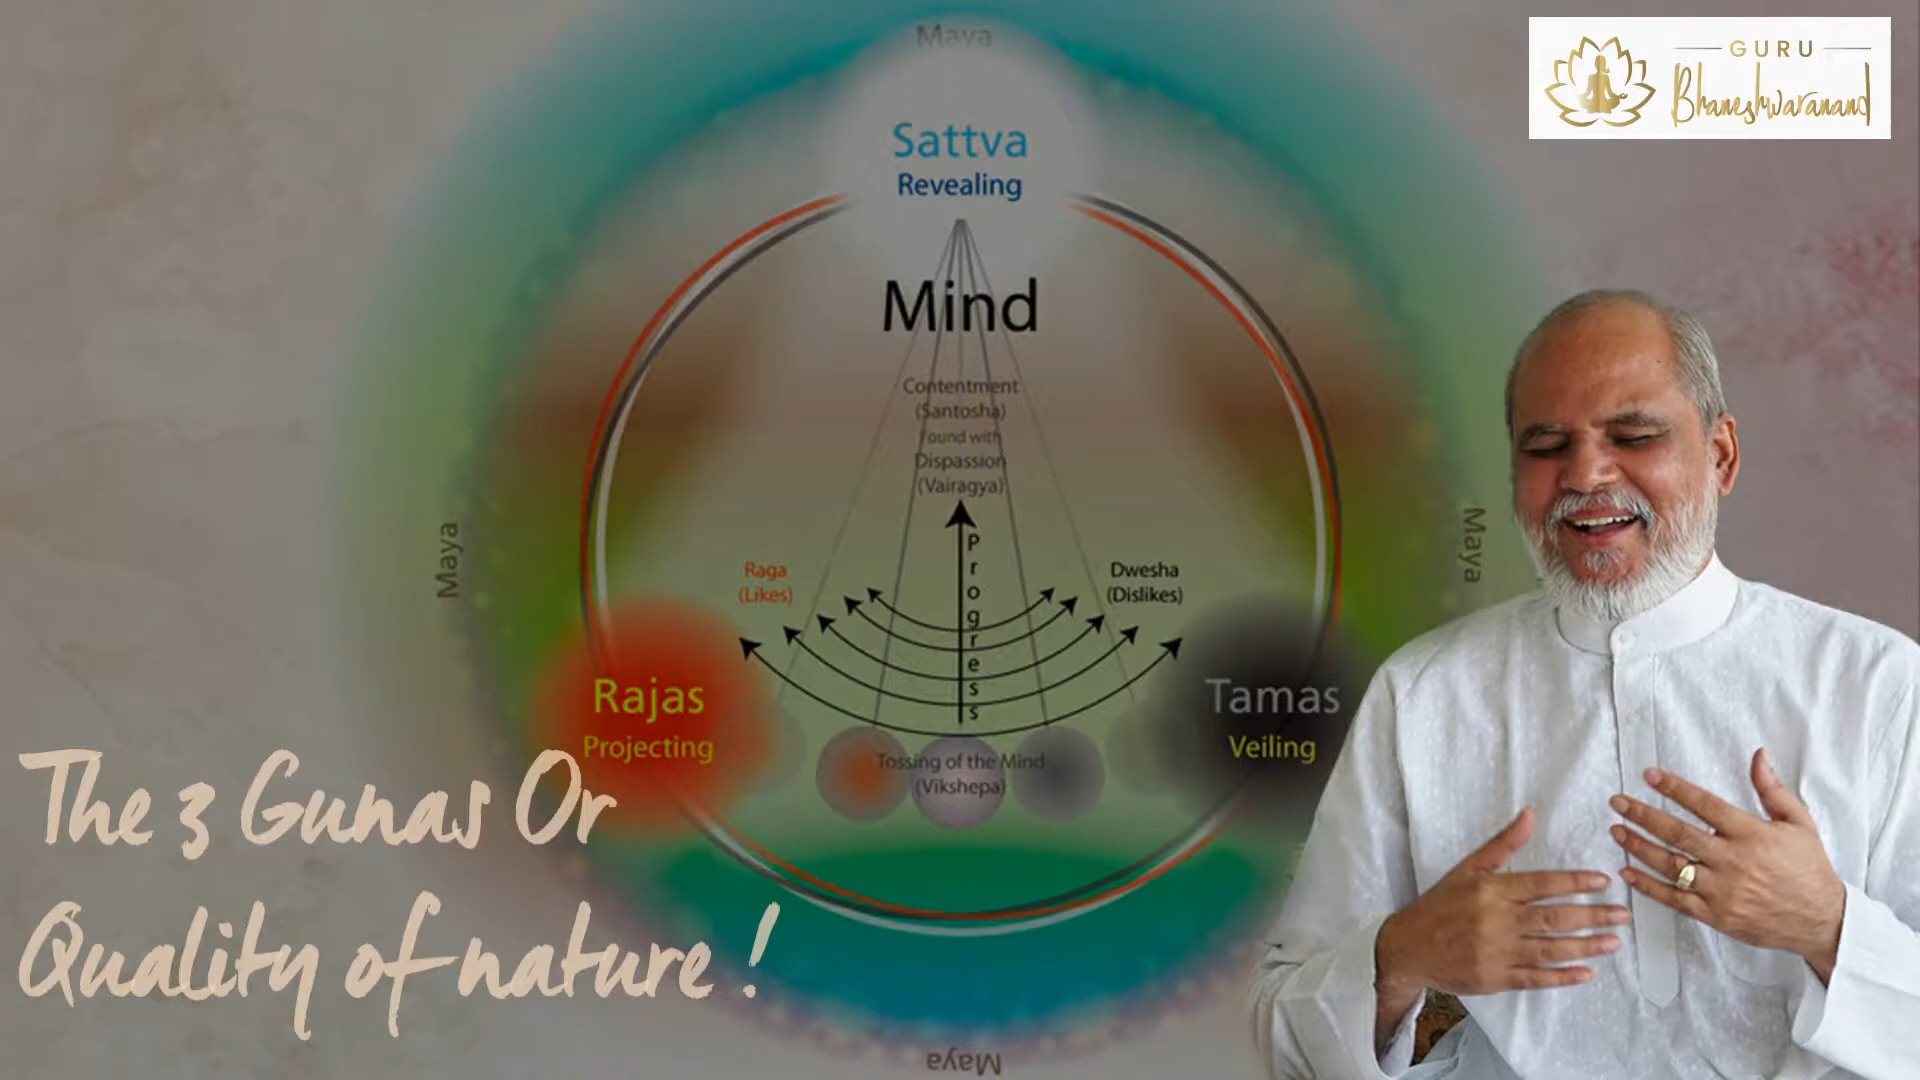 Maya
GURU
Bhaneshwaranand
Sattva
Revealing
Mind
Contentment
(Santosha)
Found with
Dispassion
(Vairagya)
Progress
Maya
Maya
Raga
(Likes)
Dwesha
(Dislikes)
Rajas
Projecting
Tamas
Veiling
Tossing of the Mind
(Vikshepa)
The 3 Gunas Or
Quality of nature !
Maya